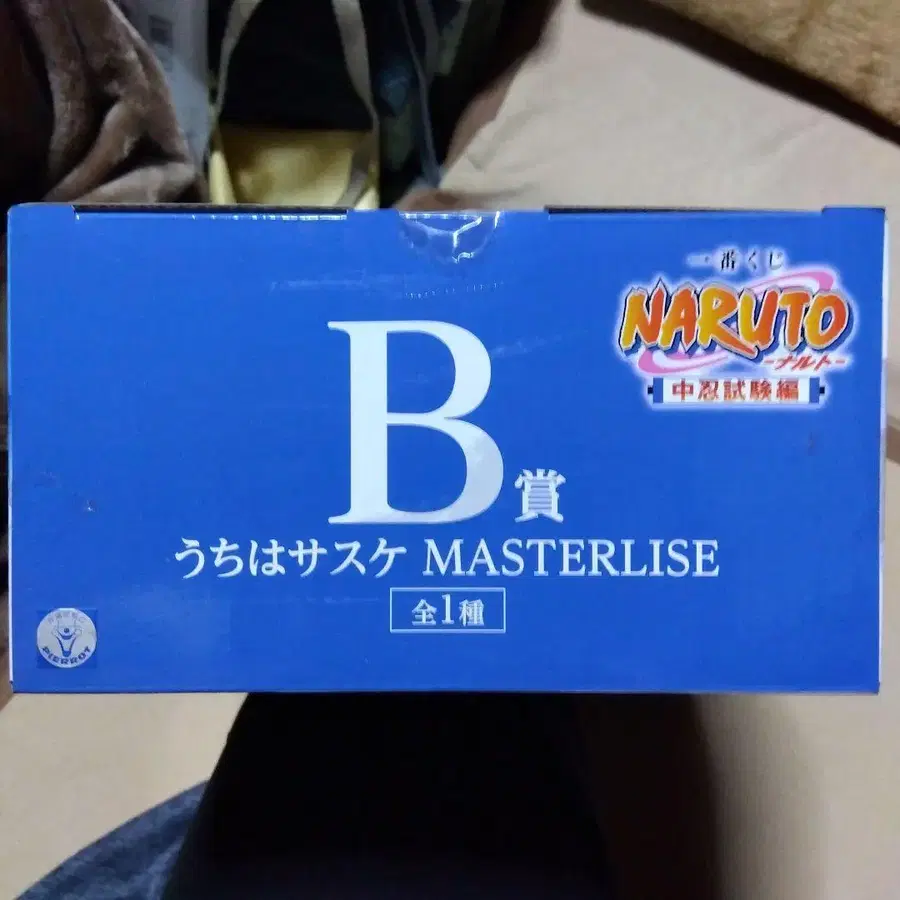 一番くじ
NARUTO
-ナルト-
中忍試験編
B賞
うちはサスケ MASTERLISE
全1種
PIERROT